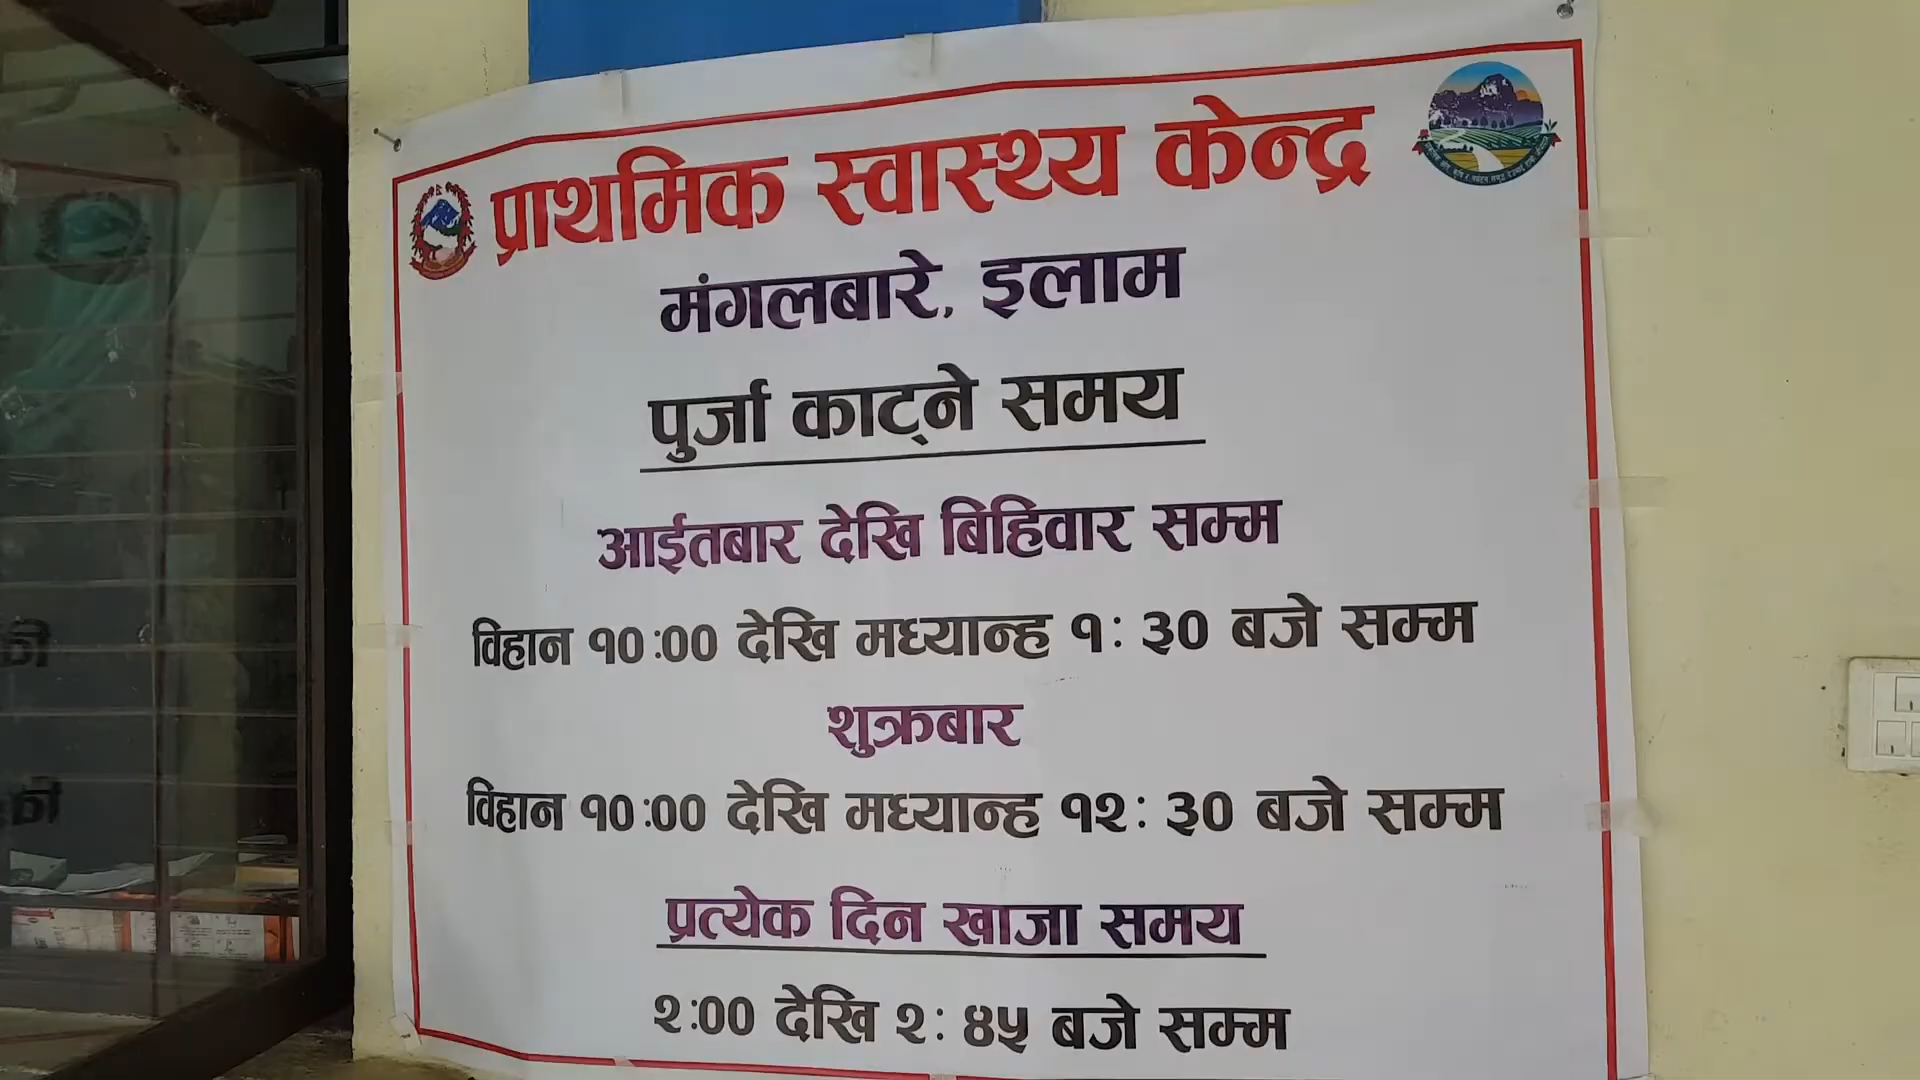 प्राथमिक स्वास्थ्य केन्द्र
मंगलबारे, इलाम
पुर्जा काट्ने समय
आईतबार देखि बिहिवार सम्म
विहान १०:०० देखि मध्यान्ह १: ३० बजे सम्म
शुक्रबार
विहान १०:०० देखि मध्यान्ह १२: ३० बजे सम्म
प्रत्येक दिन खाजा समय
२:०० देखि २: ४५ बजे सम्म